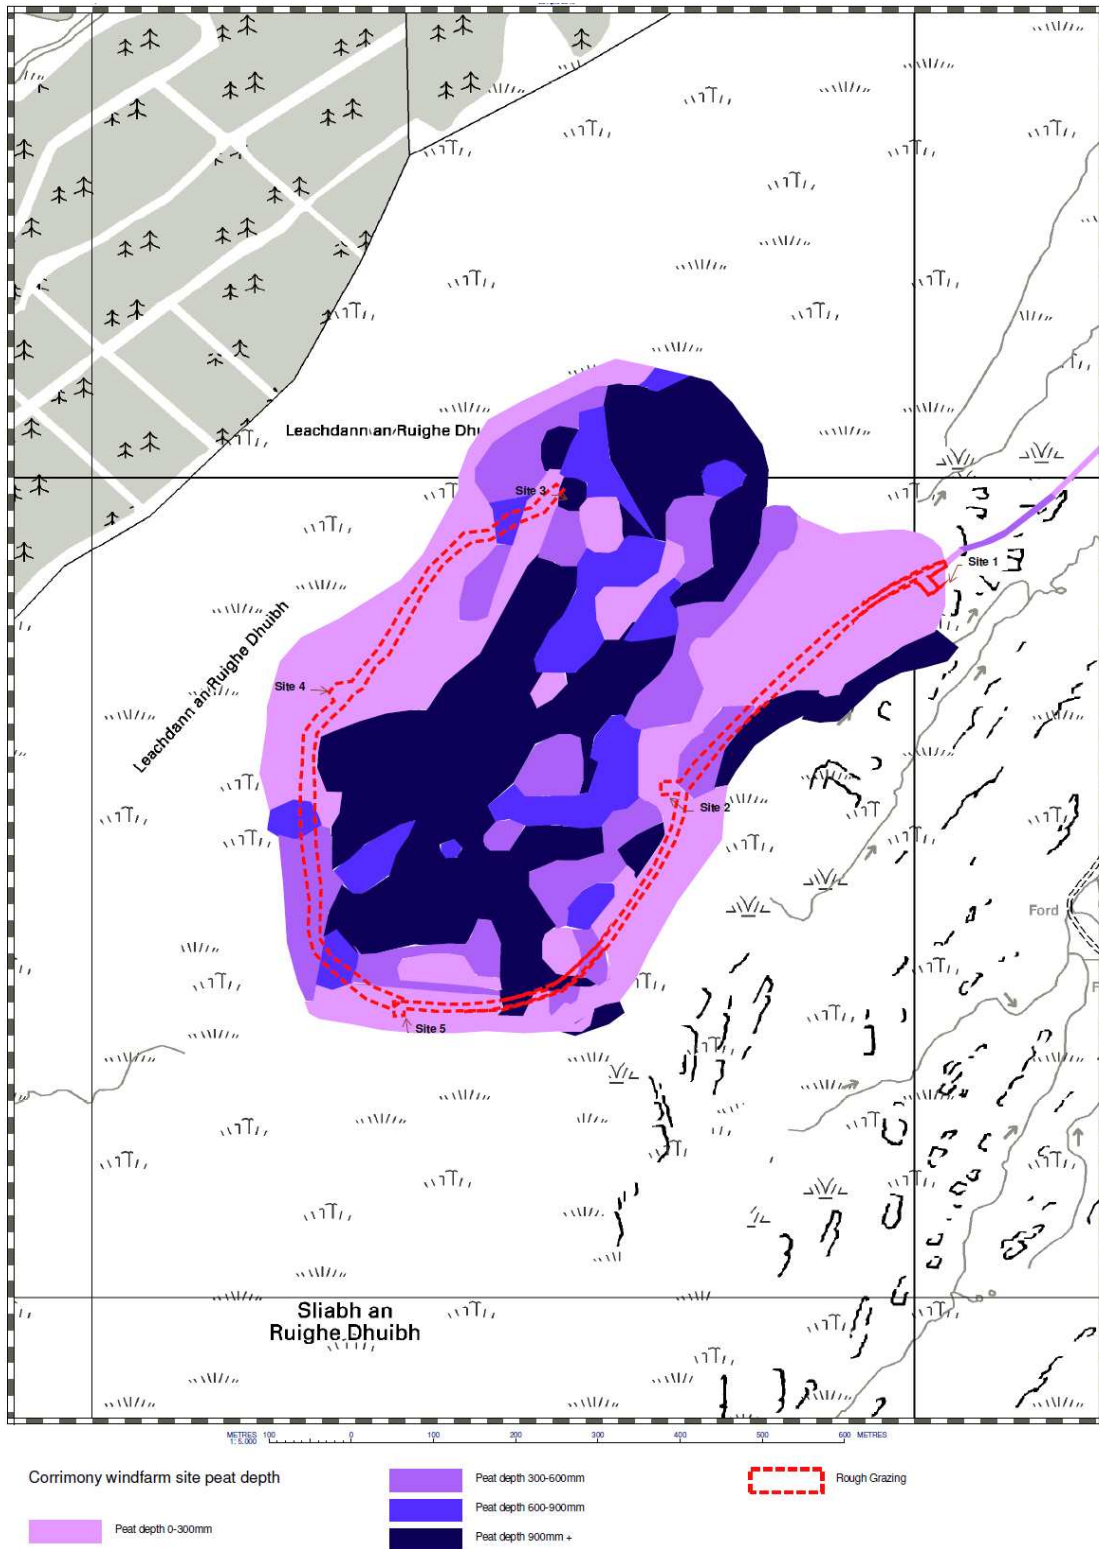 Leachdann an Ruighe Dhu
Site 3
Site 1
Leachdann an Ruighe Dhuibh
Site 4
Site 2
Ford
F
Site 5
Sliabh an
Ruighe Dhuibh
METRES 100 0 100 200 300 400 500 600 METRES
1: 5,000
Corrimony windfarm site peat depth
Peat depth 0-300mm
Peat depth 300-600mm
Peat depth 600-900mm
Peat depth 900mm +
Rough Grazing